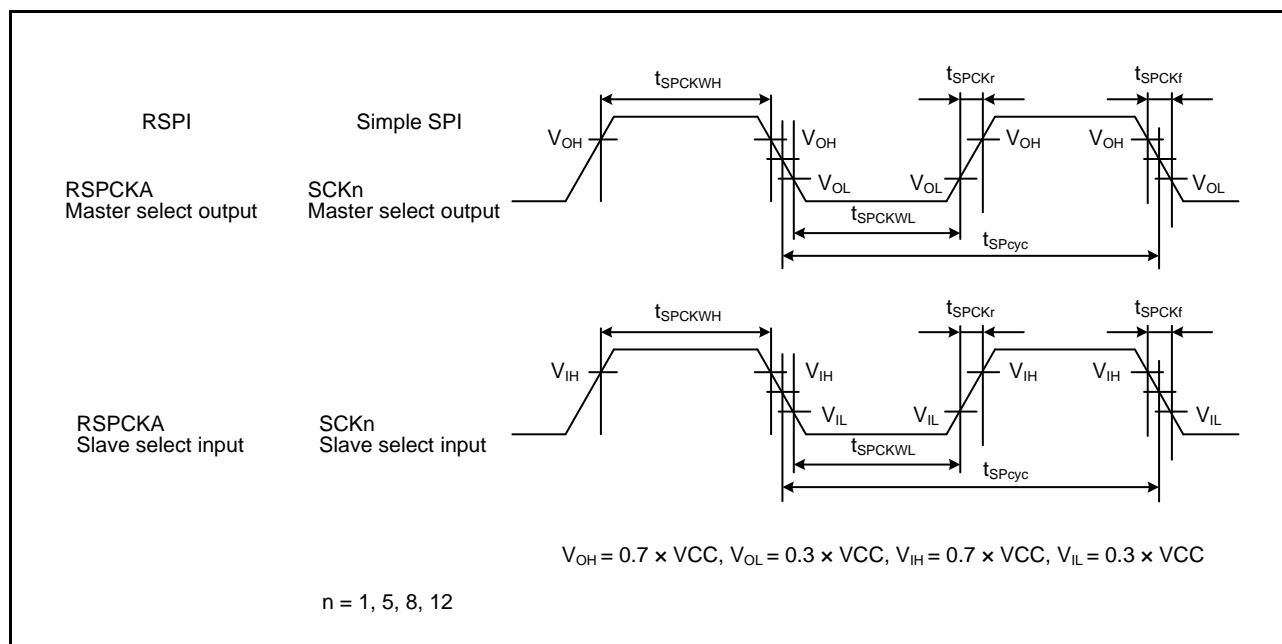 RSPI
Simple SPI
RSPCKA
Master select output
SCKn
Master select output
tSPCKWH
tSPCKr
tSPCKf
VOH
VOH
VOH
VOH
VOL
VOL
VOL
tSPCKWL
tSPcyc
RSPCKA
Slave select input
SCKn
Slave select input
tSPCKWH
tSPCKr
tSPCKf
VIH
VIH
VIH
VIH
VIL
VIL
VIL
tSPCKWL
tSPcyc
VOH = 0.7 × VCC, VOL = 0.3 × VCC, VIH = 0.7 × VCC, VIL = 0.3 × VCC
n = 1, 5, 8, 12